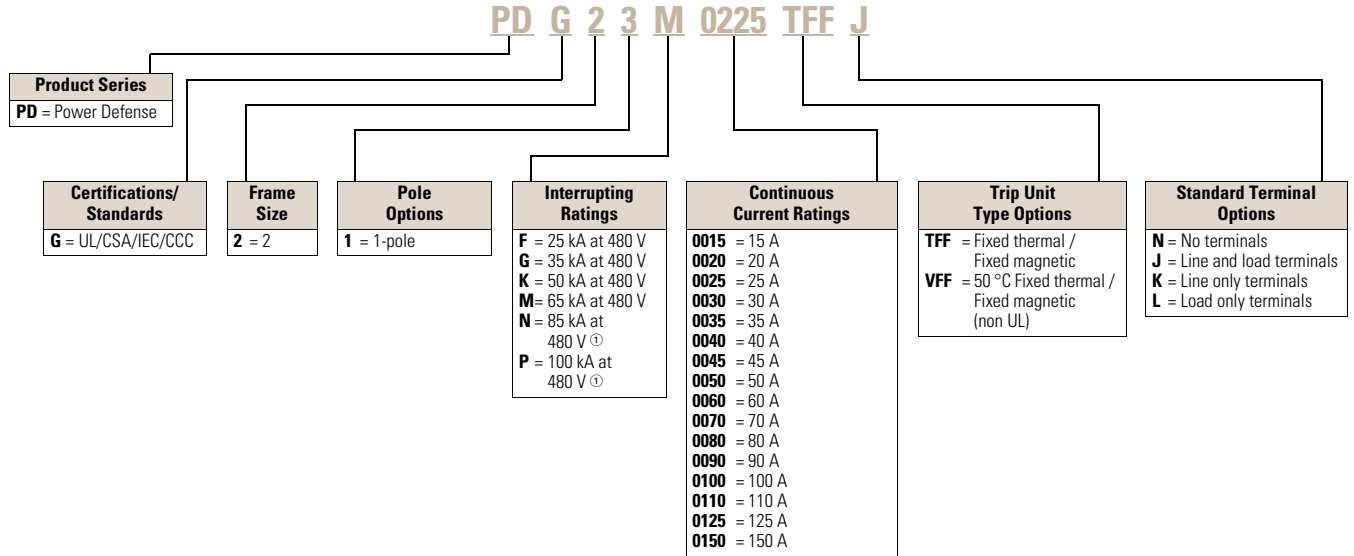 PD G 2 3 M 0225 TFF J
Product Series
PD = Power Defense
Certifications/
Standards
G = UL/CSA/IEC/CCC
Frame
Size
2 = 2
Pole
Options
1 = 1-pole
Interrupting
Ratings
F = 25 kA at 480 V
G = 35 kA at 480 V
K = 50 kA at 480 V
M= 65 kA at 480 V
N = 85 kA at
480 V ①
P = 100 kA at
480 V ①
Continuous
Current Ratings
0015 = 15 A
0020 = 20 A
0025 = 25 A
0030 = 30 A
0035 = 35 A
0040 = 40 A
0045 = 45 A
0050 = 50 A
0060 = 60 A
0070 = 70 A
0080 = 80 A
0090 = 90 A
0100 = 100 A
0110 = 110 A
0125 = 125 A
0150 = 150 A
Trip Unit
Type Options
TFF = Fixed thermal /
Fixed magnetic
VFF = 50 °C Fixed thermal /
Fixed magnetic
(non UL)
Standard Terminal
Options
N = No terminals
J = Line and load terminals
K = Line only terminals
L = Load only terminals